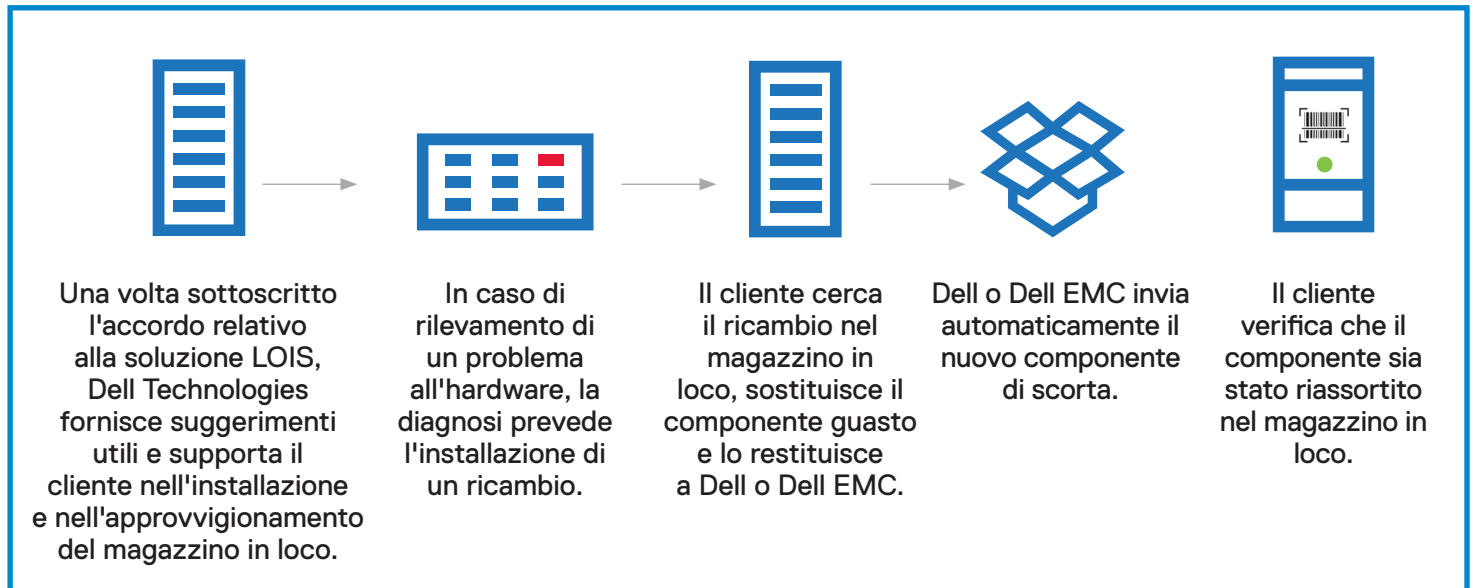 Una volta sottoscritto
l'accordo relativo
alla soluzione LOIS,
Dell Technologies
fornisce suggerimenti
utili e supporta il
cliente nell'installazione
e nell'approvvigionamento
del magazzino in loco.
In caso di
rilevamento di
un problema
all'hardware, la
diagnosi prevede
l'installazione di
un ricambio.
Il cliente cerca
il ricambio nel
magazzino in
loco, sostituisce il
componente guasto
e lo restituisce
a Dell o Dell EMC.
Dell o Dell EMC invia
automaticamente il
nuovo componente
di scorta.
Il cliente
verifica che il
componente sia
stato riassortito
nel magazzino in
loco.